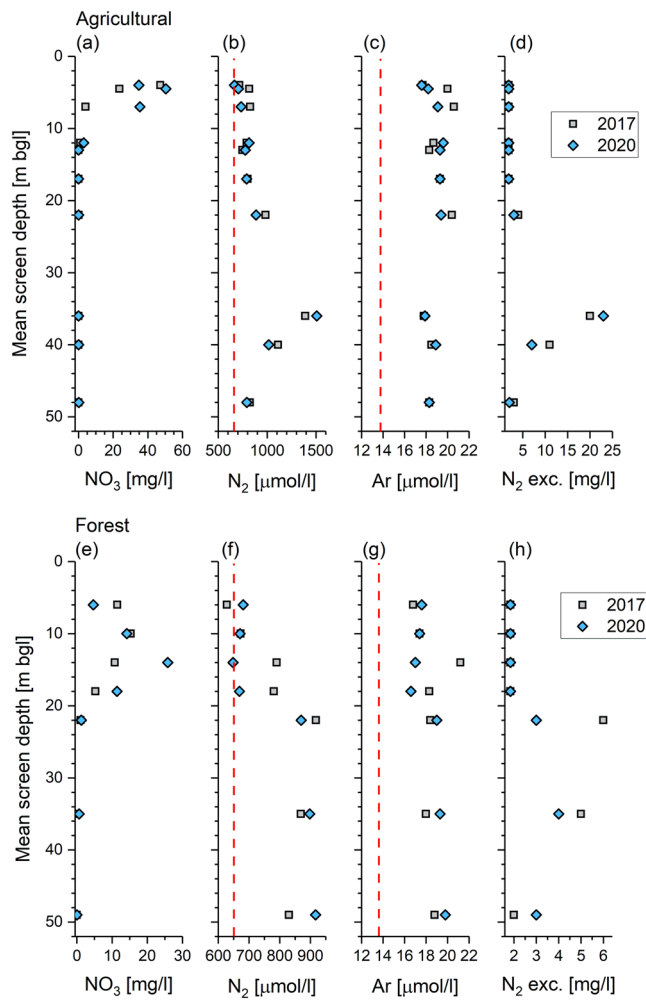 Agricultural
(a) (b) (c) (d)
0
10
20
30
40
50
Mean screen depth [m bgl]
2017
2020
0 20 40 60 500 1000 1500 12 14 16 18 20 22 5 10 15 20 25
NO3 [mg/l] N2 [μmol/l] Ar [μmol/l] N2 exc. [mg/l]
Forest
(e) (f) (g) (h)
0
10
20
30
40
50
Mean screen depth [m bgl]
2017
2020
0 10 20 30 600 700 800 900 12 14 16 18 20 22 2 3 4 5 6
NO3 [mg/l] N2 [μmol/l] Ar [μmol/l] N2 exc. [mg/l]